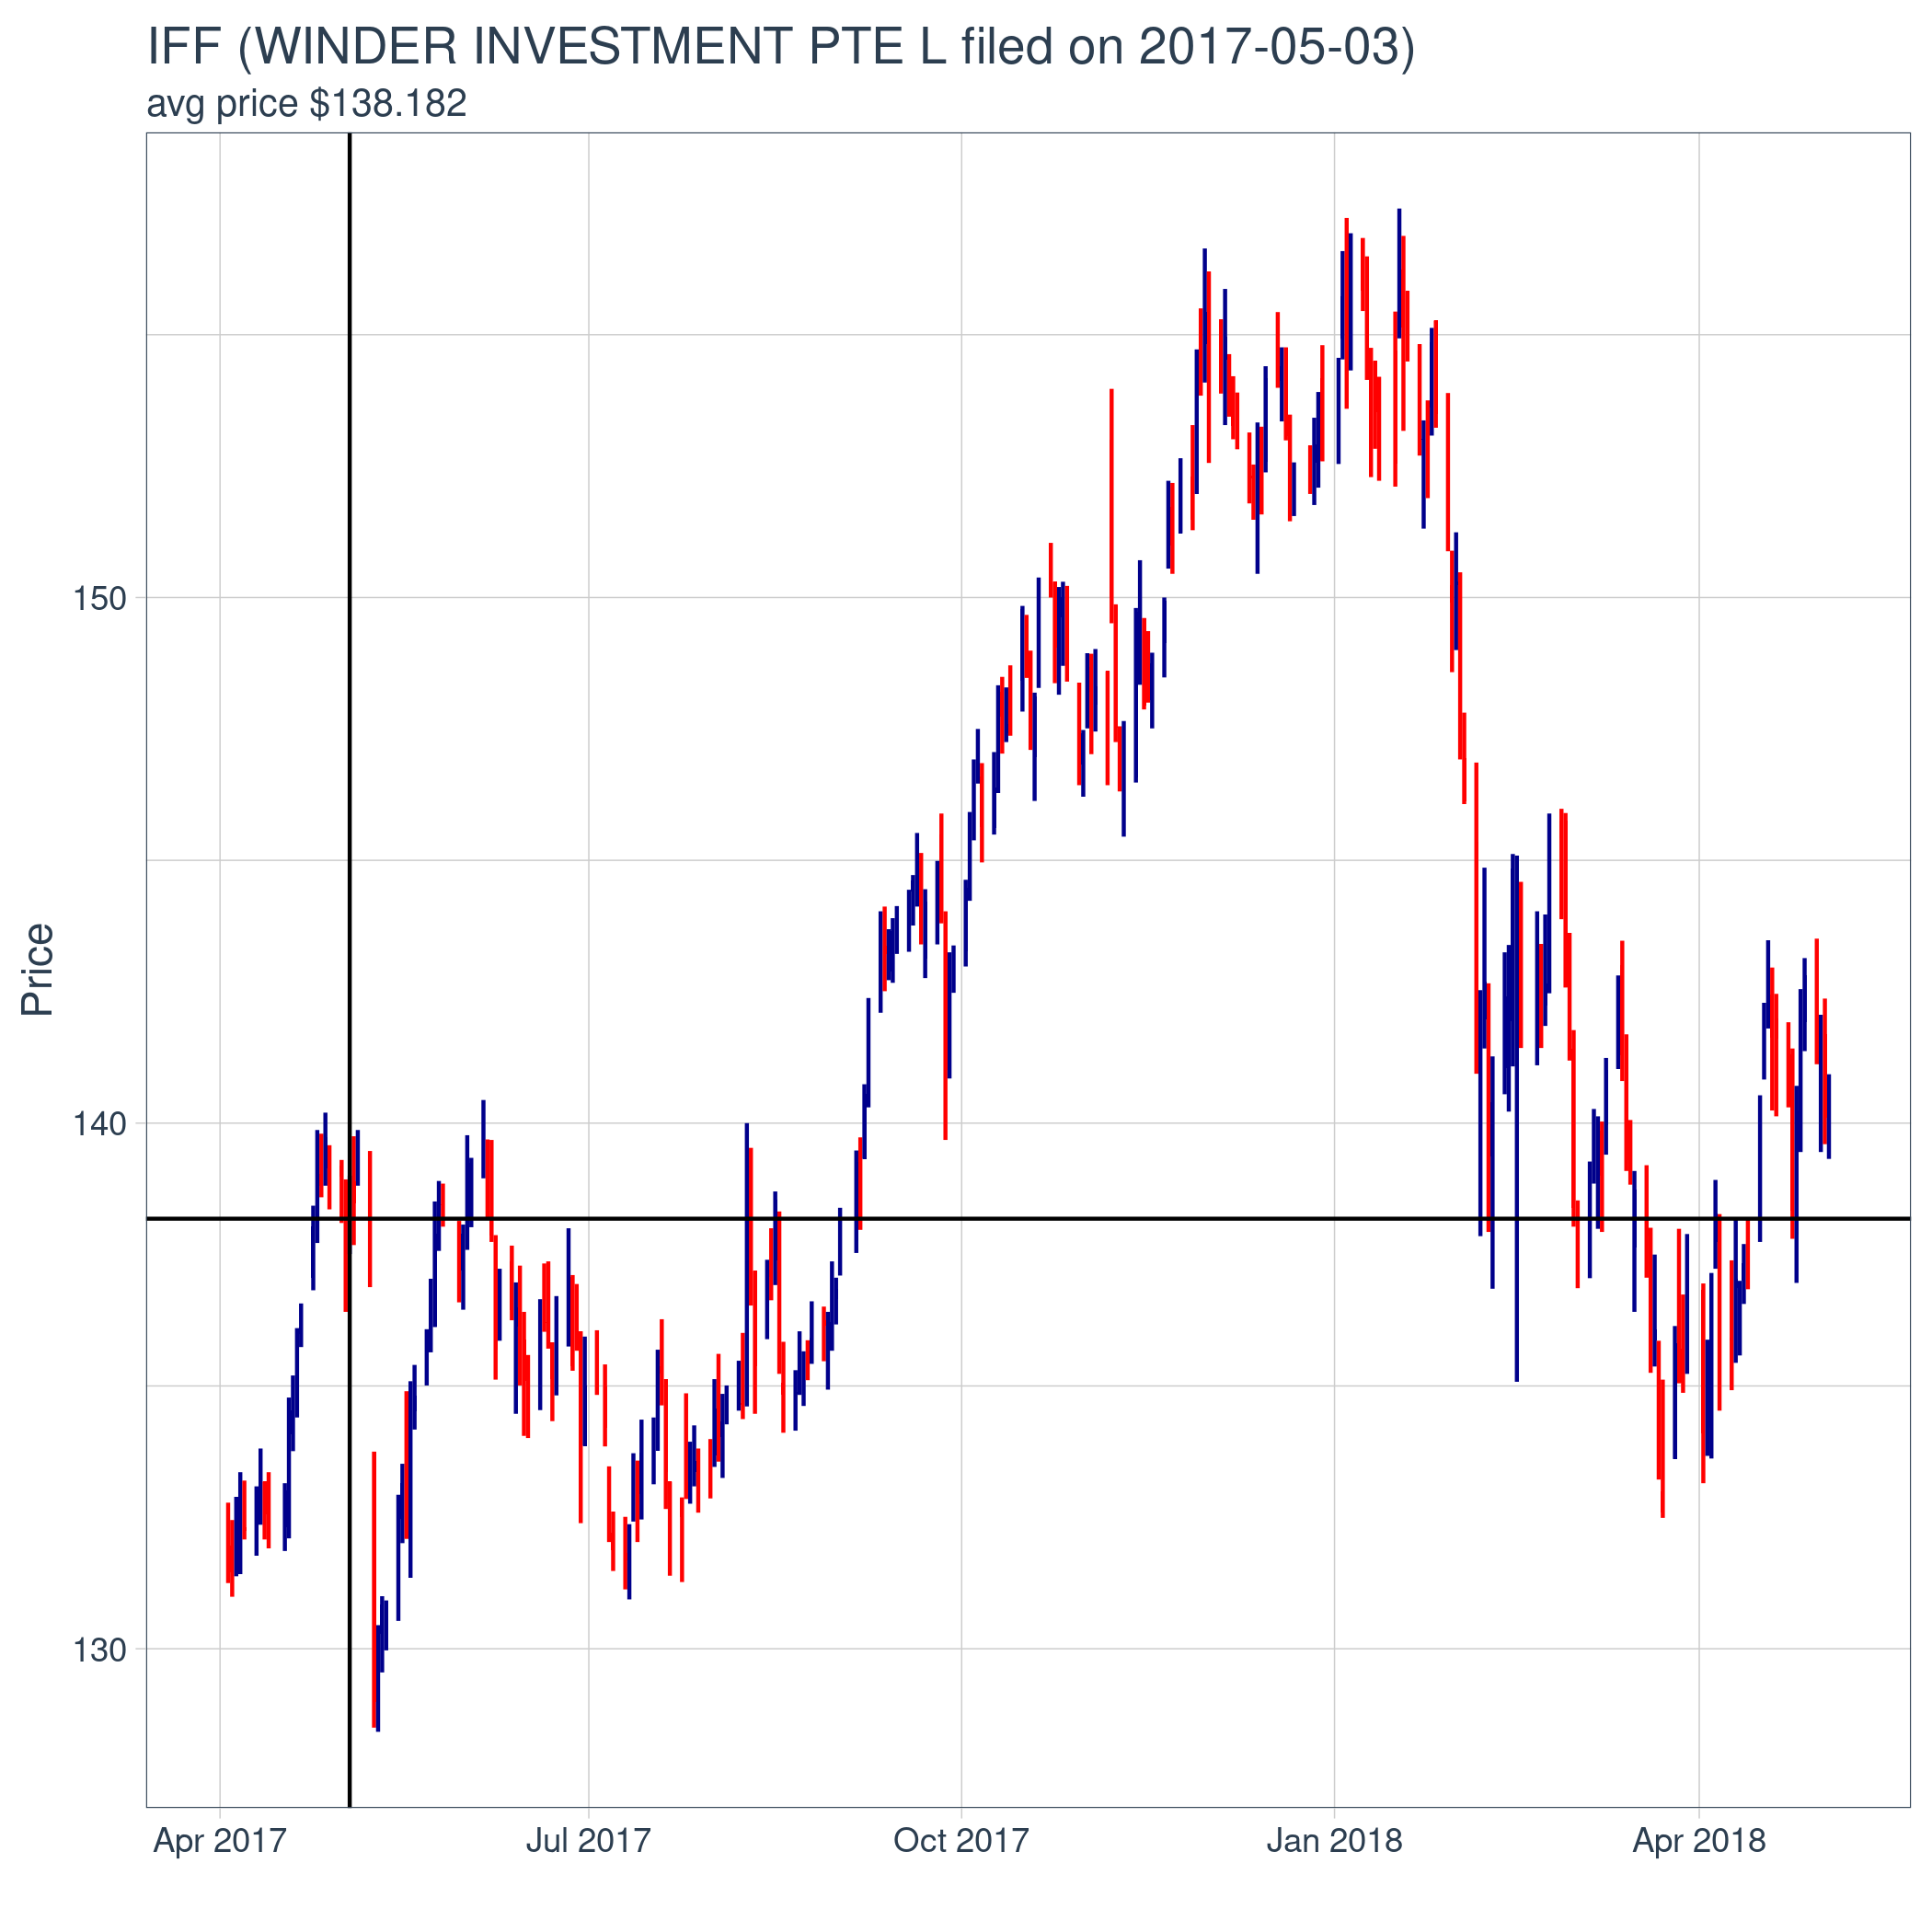 IFF (WINDER INVESTMENT PTE L filed on 2017-05-03)
avg price $138.182
150
140
130
Price
Apr 2017
Jul 2017
Oct 2017
Jan 2018
Apr 2018